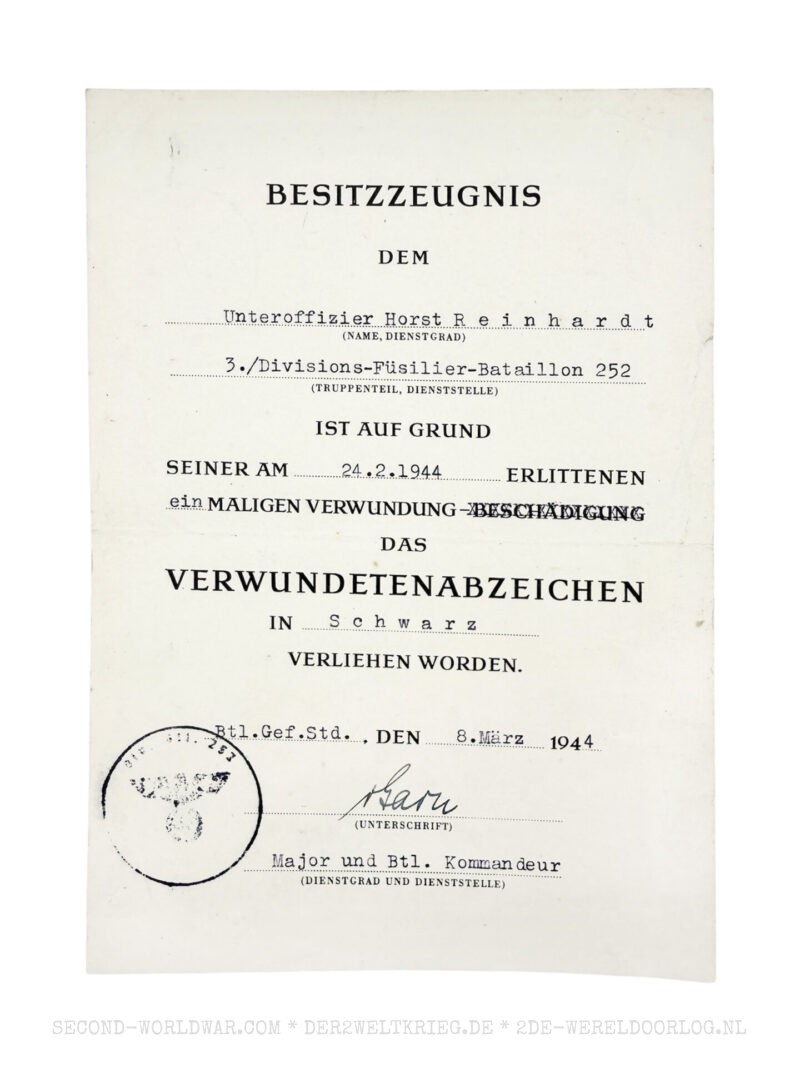 BESITZZEUGNIS
DEM
Unteroffizier Horst R e i n h a r d t
(NAME, DIENSTGRAD)
3./Divisions-Füsilier-Bataillon 252
(TRUPPENTEIL, DIENSTSTELLE)
IST AUF GRUND
SEINER AM 24.2.1944 ERLITTENEN
ein MALIGEN VERWUNDUNG – BESCHÄDIGUNG
DAS
VERWUNDETENABZEICHEN
IN S c h w a r z
VERLIEHEN WORDEN.
Btl.Gef.Std. , DEN 8.März 1944
(UNTERSCHRIFT)
Major und Btl. Kommandeur
(DIENSTGRAD UND DIENSTSTELLE)
SECOND-WORLDWAR.COM * DER2WELTKRIEG.DE * 2DE-WERELDOORLOG.NL